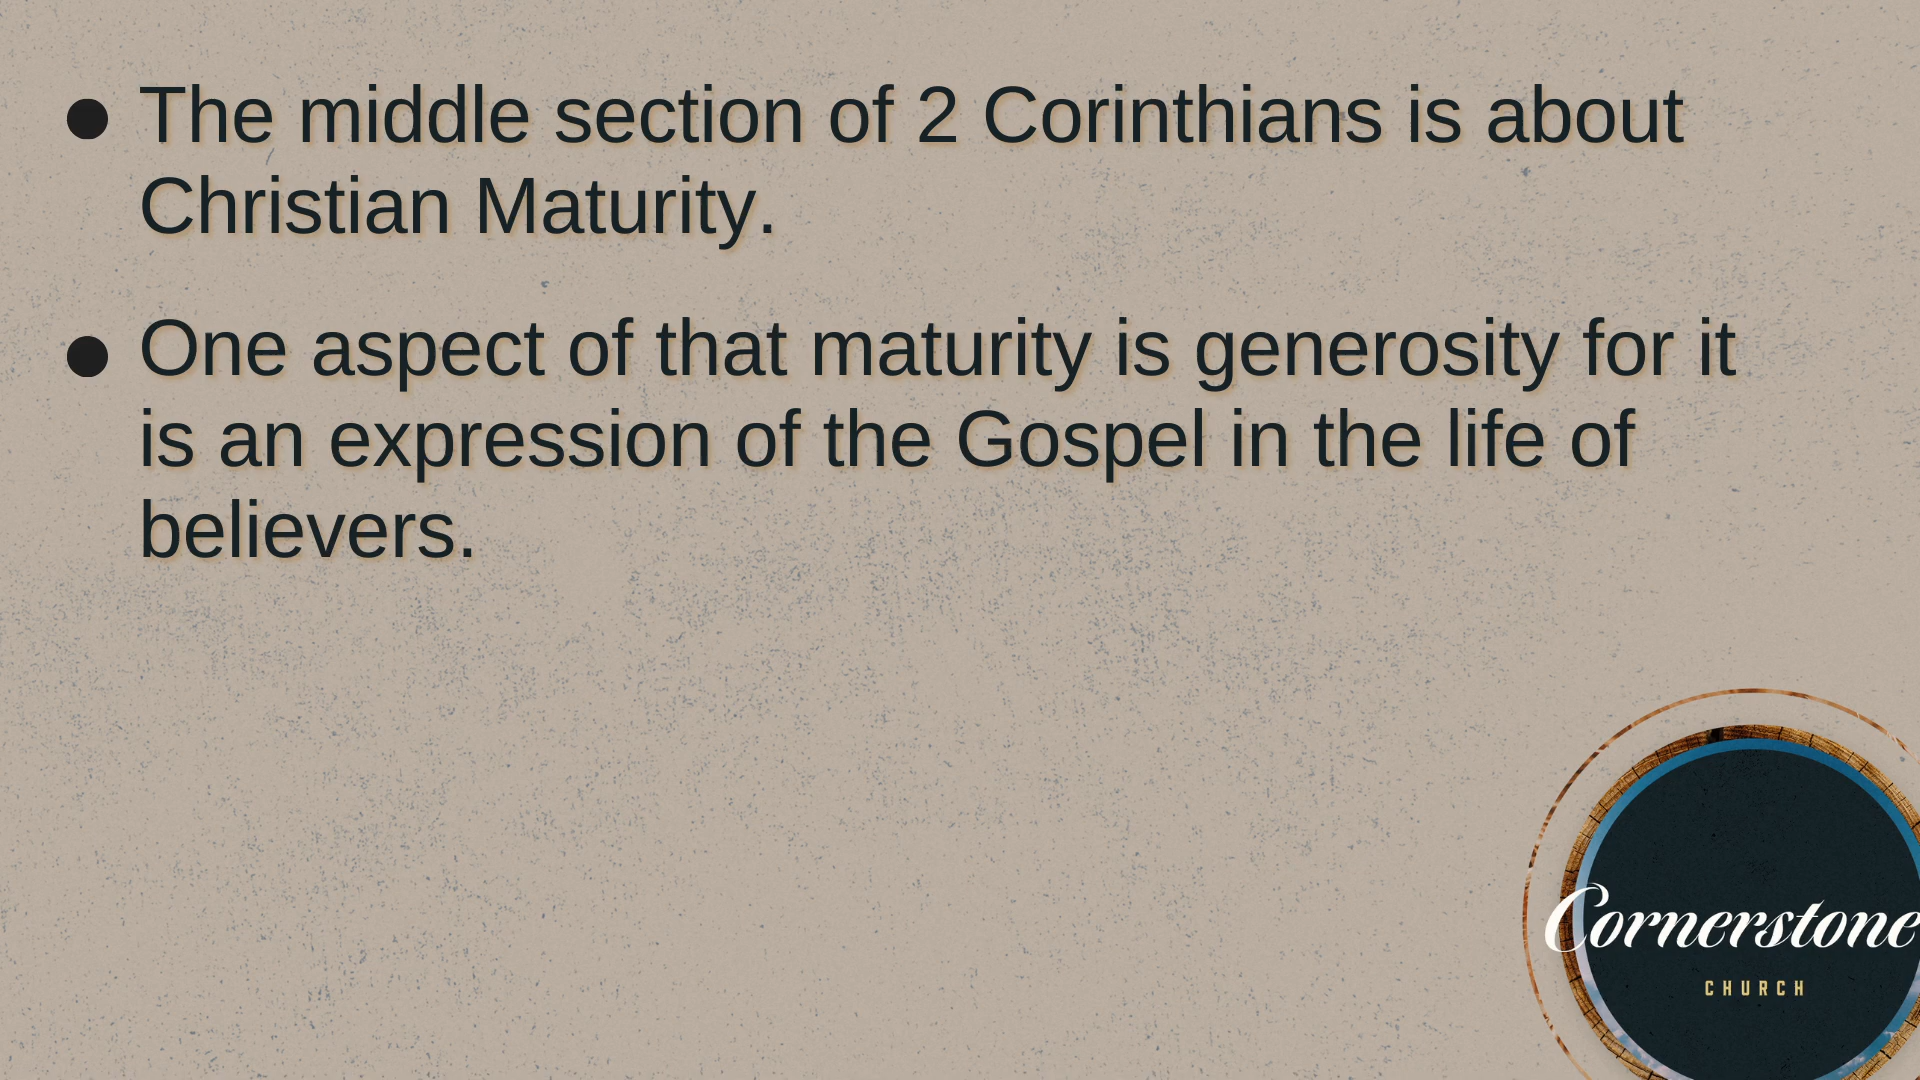 ● The middle section of 2 Corinthians is about
Christian Maturity.
● One aspect of that maturity is generosity for it
is an expression of the Gospel in the life of
believers.
Cornerstone
CHURCH